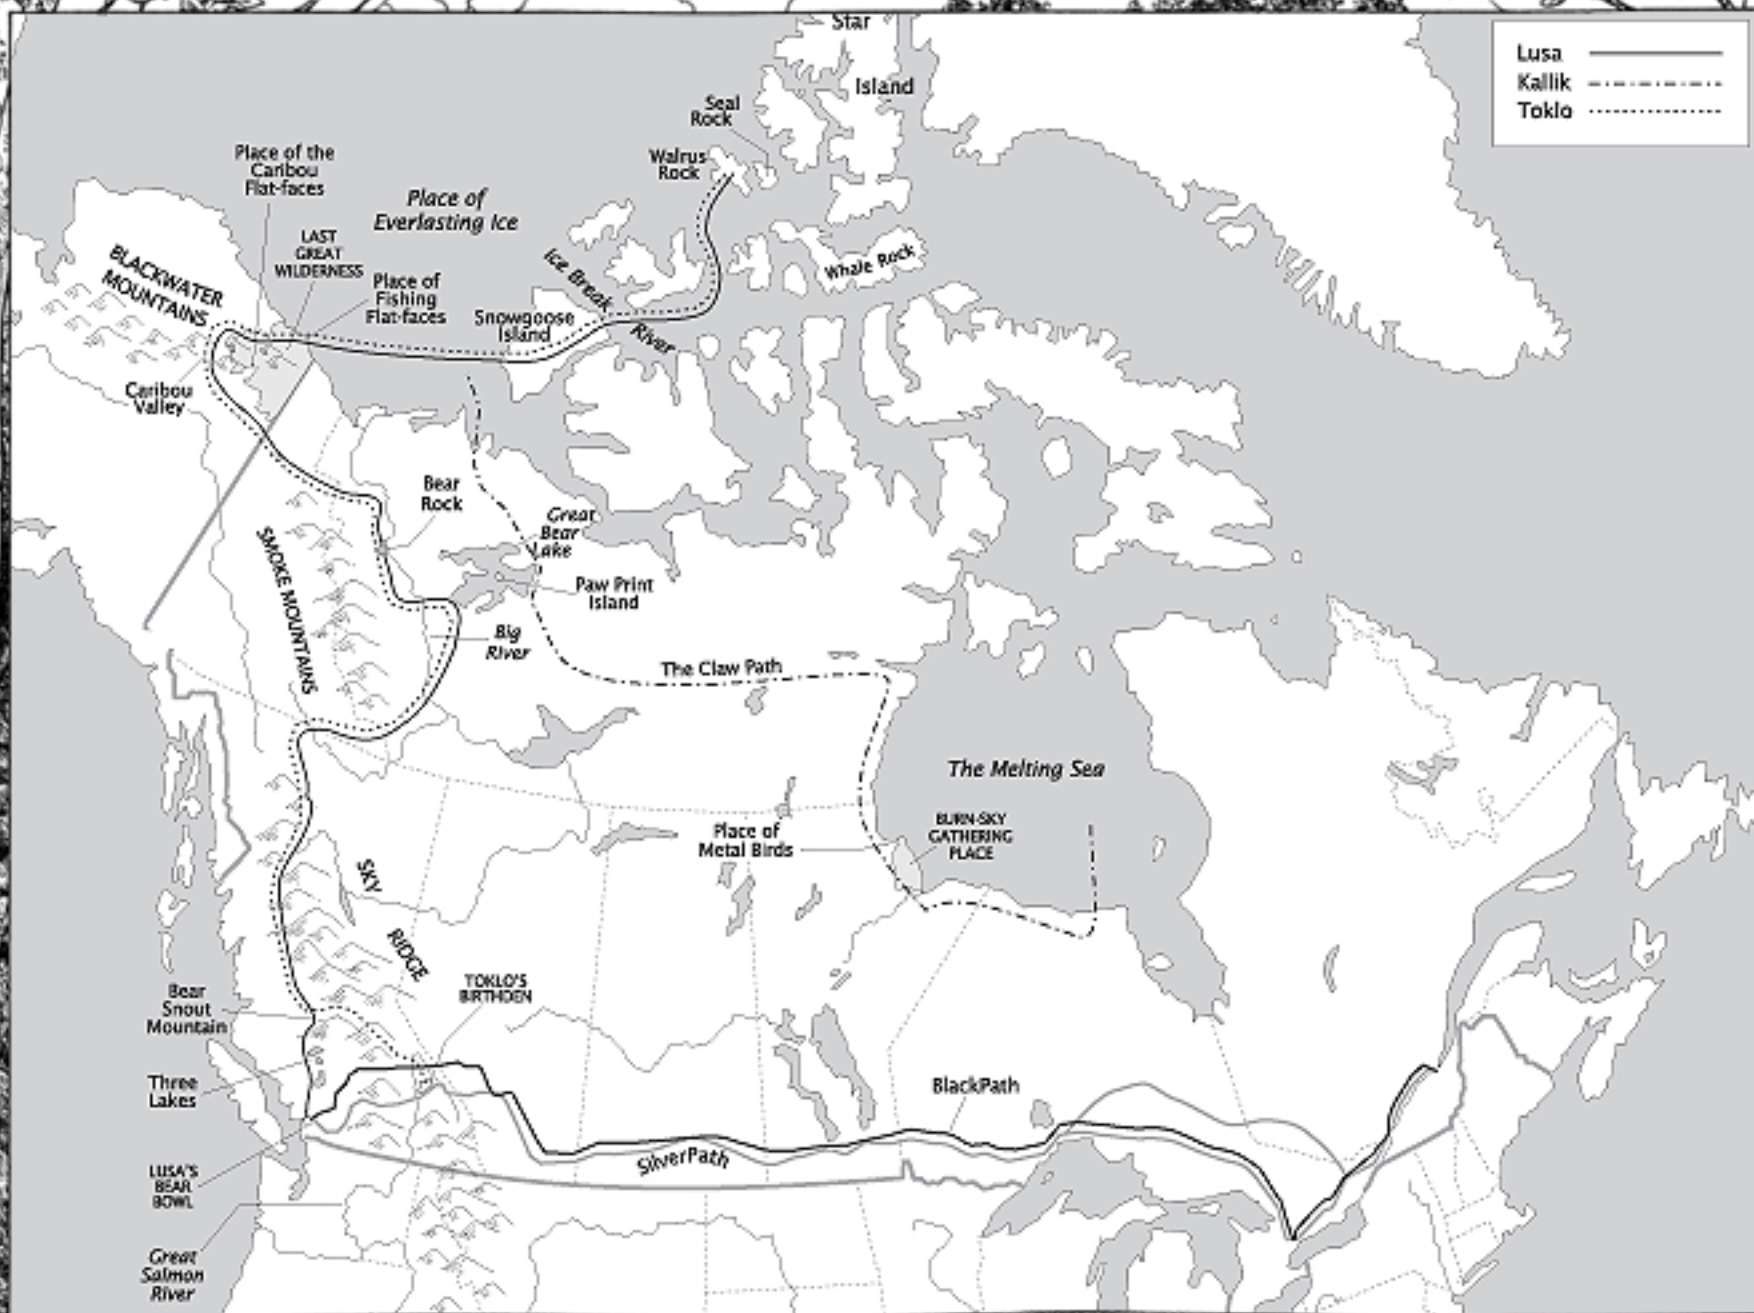 Star
Island
Lusa
Kallik
Toklo
Seal
Rock
Walrus
Rock
Place of the
Caribou
Flat-faces
Place of
Everlasting Ice
LAST
GREAT
WILDERNESS
BLACKWATER
MOUNTAINS
Place of
Fishing
Flat-faces
Ice Break
River
Whale Rock
Snowgoose
Island
Caribou
Valley
Bear
Rock
Great
Bear
Lake
SMOKE MOUNTAINS
Paw Print
Island
Big
River
The Claw Path
The Melting Sea
Place of
Metal Birds
BURN-SKY
GATHERING
PLACE
SKY
RIDGE
TOKLO'S
BIRTHDEN
Bear
Snout
Mountain
Three
Lakes
BlackPath
SilverPath
LUSA'S
BEAR
BOWL
Great
Salmon
River